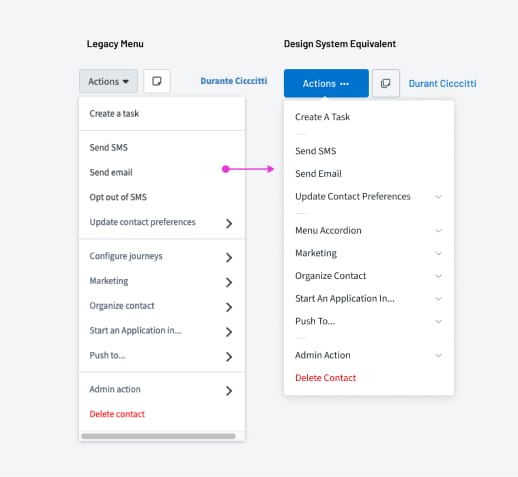 Legacy Menu
Design System Equivalent
Actions
Durante Cicccitti
Actions
Durant Cicccitti
Create a task
Send SMS
Send email
Opt out of SMS
Update contact preferences
Configure journeys
Marketing
Organize contact
Start an Application in...
Push to...
Admin action
Delete contact
Create A Task
Send SMS
Send Email
Update Contact Preferences
Menu Accordion
Marketing
Organize Contact
Start An Application In...
Push To...
Admin Action
Delete Contact